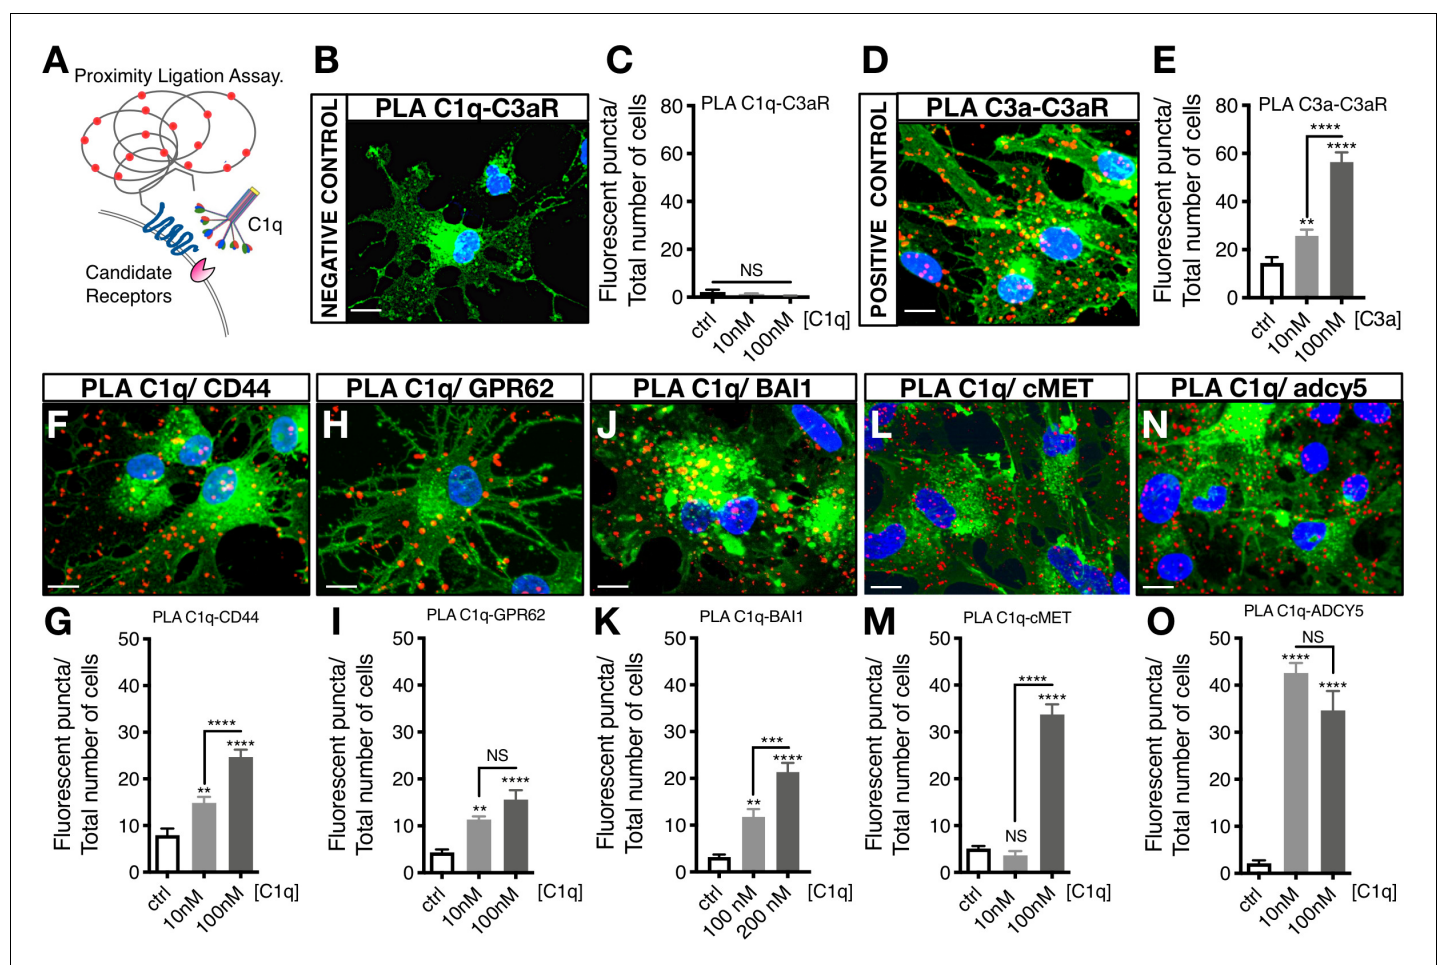 A
Proximity Ligation Assay.
C1q
Candidate
Receptors
B
NEGATIVE CONTROL
PLA C1q-C3aR
C
PLA C1q-C3aR
Fluorescent puncta/
Total number of cells
80
60
40
20
0
NS
ctrl
10nM
100nM
[C1q]
D
POSITIVE CONTROL
PLA C3a-C3aR
E
PLA C3a-C3aR
Fluorescent puncta/
Total number of cells
80
60
40
20
0
****
****
**
ctrl
10nM
100nM
[C3a]
PLA C1q/ CD44
F
PLA C1q/ GPR62
H
PLA C1q/ BAI1
J
PLA C1q/ cMET
L
PLA C1q/ adcy5
N
G
PLA C1q-CD44
Fluorescent puncta/
Total number of cells
50
40
30
20
10
0
****
****
**
ctrl
10nM
100nM
[C1q]
I
PLA C1q-GPR62
Fluorescent puncta/
Total number of cells
50
40
30
20
10
0
NS
****
**
ctrl
10nM
100nM
[C1q]
K
PLA C1q-BAI1
Fluorescent puncta/
Total number of cells
50
40
30
20
10
0
***
****
**
ctrl
100 nM
200 nM
[C1q]
M
PLA C1q-cMET
Fluorescent puncta/
Total number of cells
50
40
30
20
10
0
****
****
NS
ctrl
10nM
100nM
[C1q]
O
PLA C1q-ADCY5
Fluorescent puncta/
Total number of cells
50
40
30
20
10
0
NS
****
****
ctrl
10nM
100nM
[C1q]